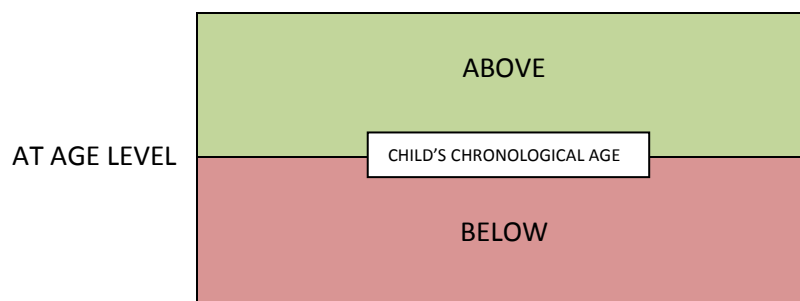 ABOVE
AT AGE LEVEL
CHILD'S CHRONOLOGICAL AGE
BELOW